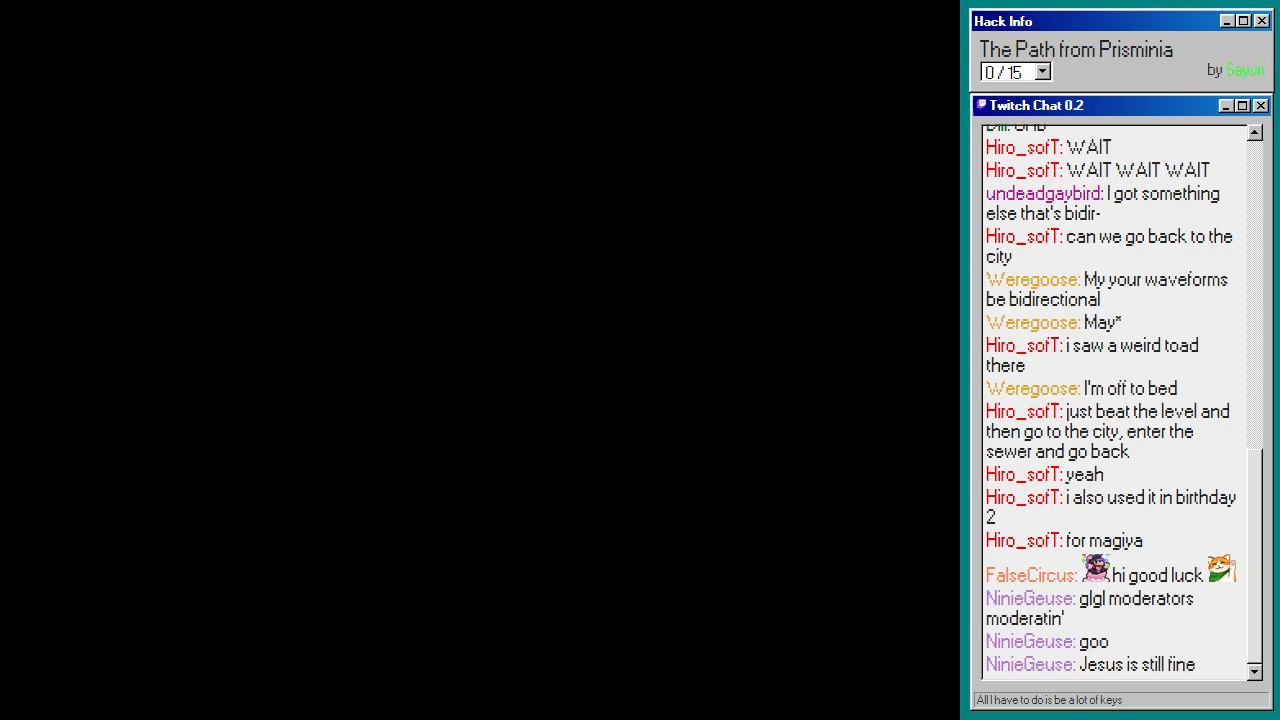 Hack Info
The Path from Prisminia
0 / 15
by Sayuri
Twitch Chat 0.2
Hiro_sofT: WAIT
Hiro_sofT: WAIT WAIT WAIT
undeadgaybird: I got something
else that's bidir-
Hiro_sofT: can we go back to the
city
Weregoose: My your waveforms
be bidirectional
Weregoose: May*
Hiro_sofT: i saw a weird toad
there
Weregoose: I'm off to bed
Hiro_sofT: just beat the level and
then go to the city, enter the
sewer and go back
Hiro_sofT: yeah
Hiro_sofT: i also used it in birthday
2
Hiro_sofT: for magiya
FalseCircus: hi good luck
NinieGeuse: glgl moderators
moderatin'
NinieGeuse: goo
NinieGeuse: Jesus is still fine
All I have to do is be a lot of keys